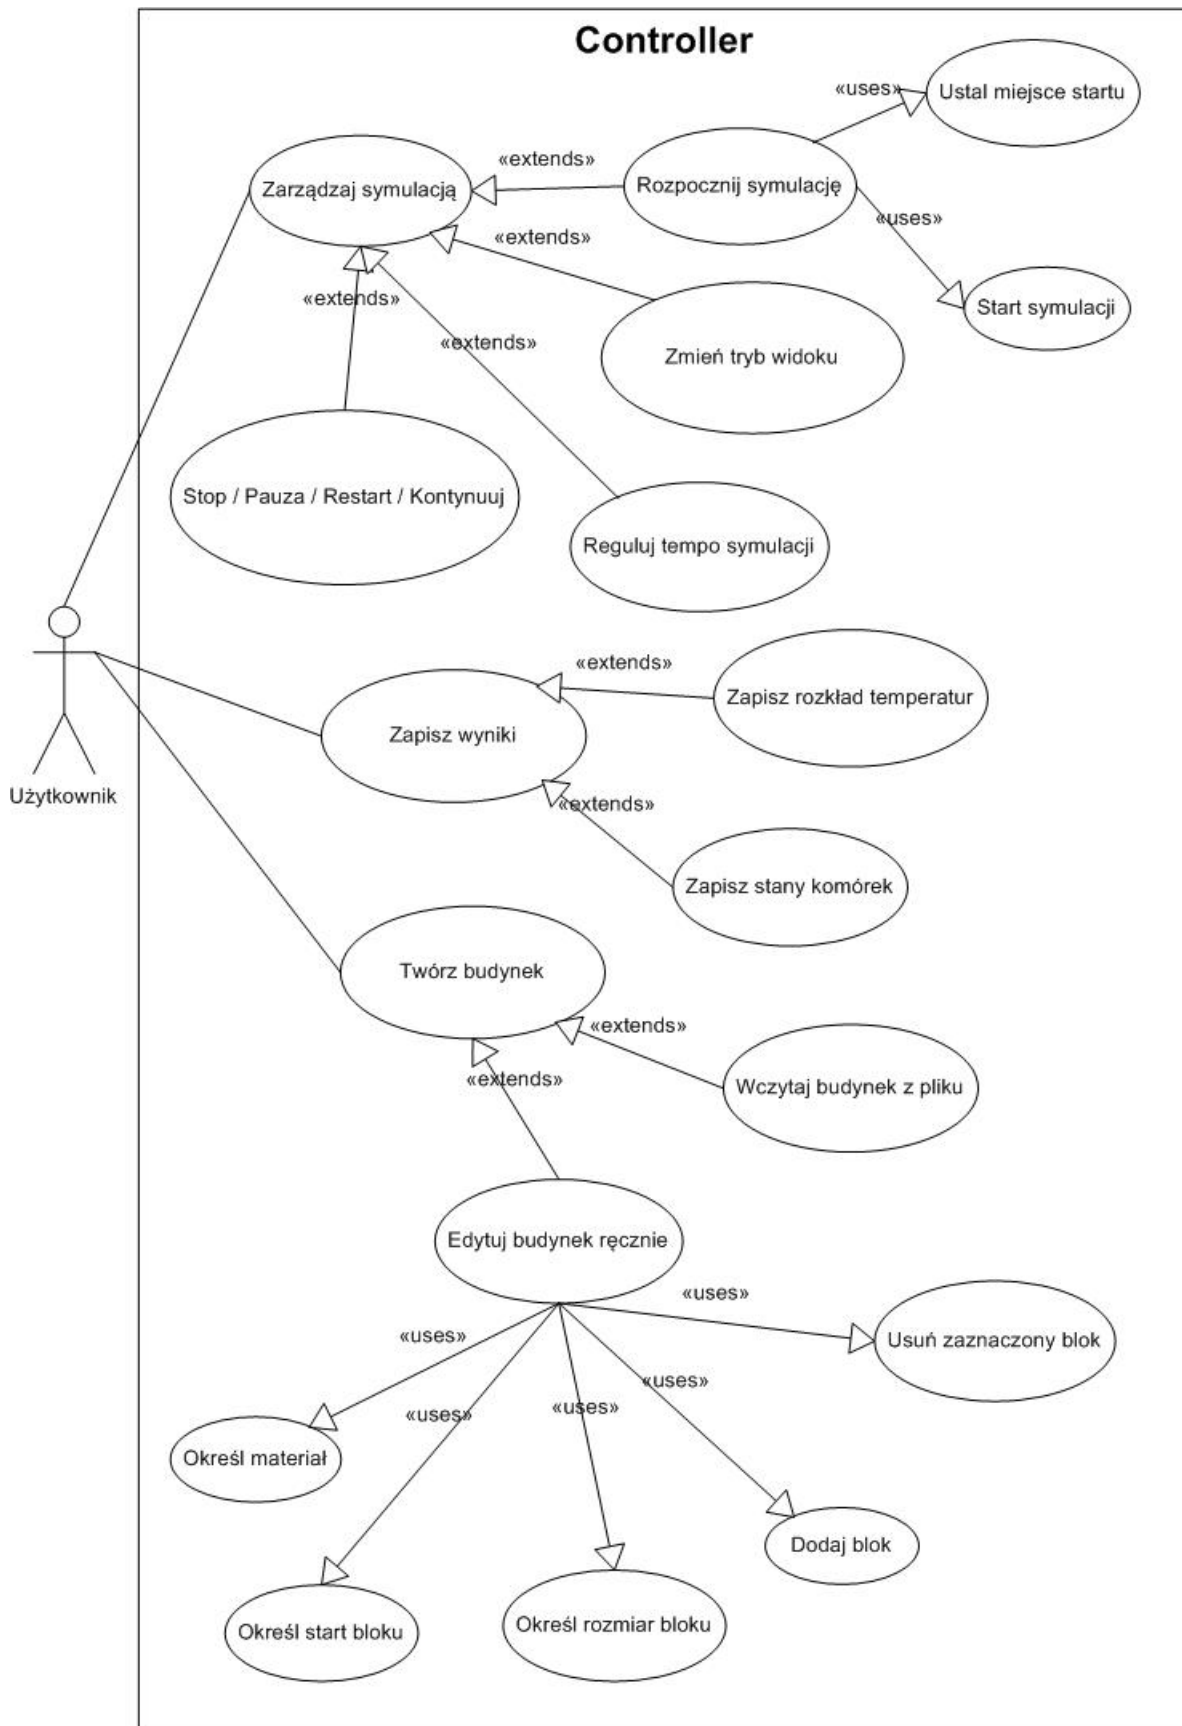 Controller
«uses»
Ustal miejsce startu
«extends»
Zarządzaj symulacją
Rozpocznij symulację
«uses»
«extends»
«extends»
Start symulacji
«extends»
Zmień tryb widoku
Stop / Pauza / Restart / Kontynuuj
Reguluj tempo symulacji
«extends»
Zapisz rozkład temperatur
Zapisz wyniki
Użytkownik
«extends»
Zapisz stany komórek
Twórz budynek
«extends»
«extends»
Wczytaj budynek z pliku
Edytuj budynek ręcznie
«uses»
«uses»
Usuń zaznaczony blok
«uses»
«uses»
«uses»
Określ materiał
Dodaj blok
Określ start bloku
Określ rozmiar bloku